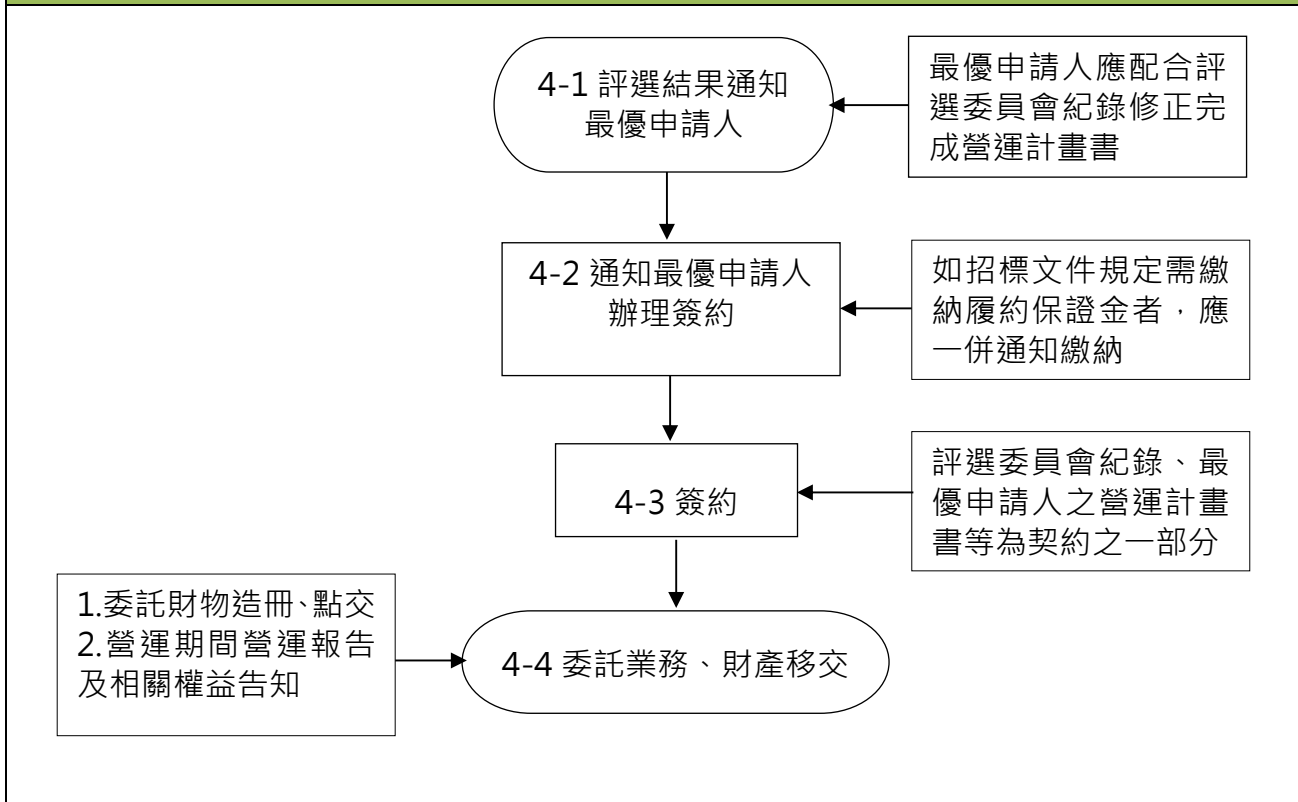 4-1 評選結果通知
最優申請人
最優申請人應配合評
選委員會紀錄修正完
成營運計畫書
4-2 通知最優申請人
辦理簽約
如招標文件規定需繳
納履約保證金者，應
一併通知繳納
4-3 簽約
評選委員會紀錄、最
優申請人之營運計畫
書等為契約之一部分
1.委託財物造冊、點交
2.營運期間營運報告
及相關權益告知
4-4 委託業務、財產移交